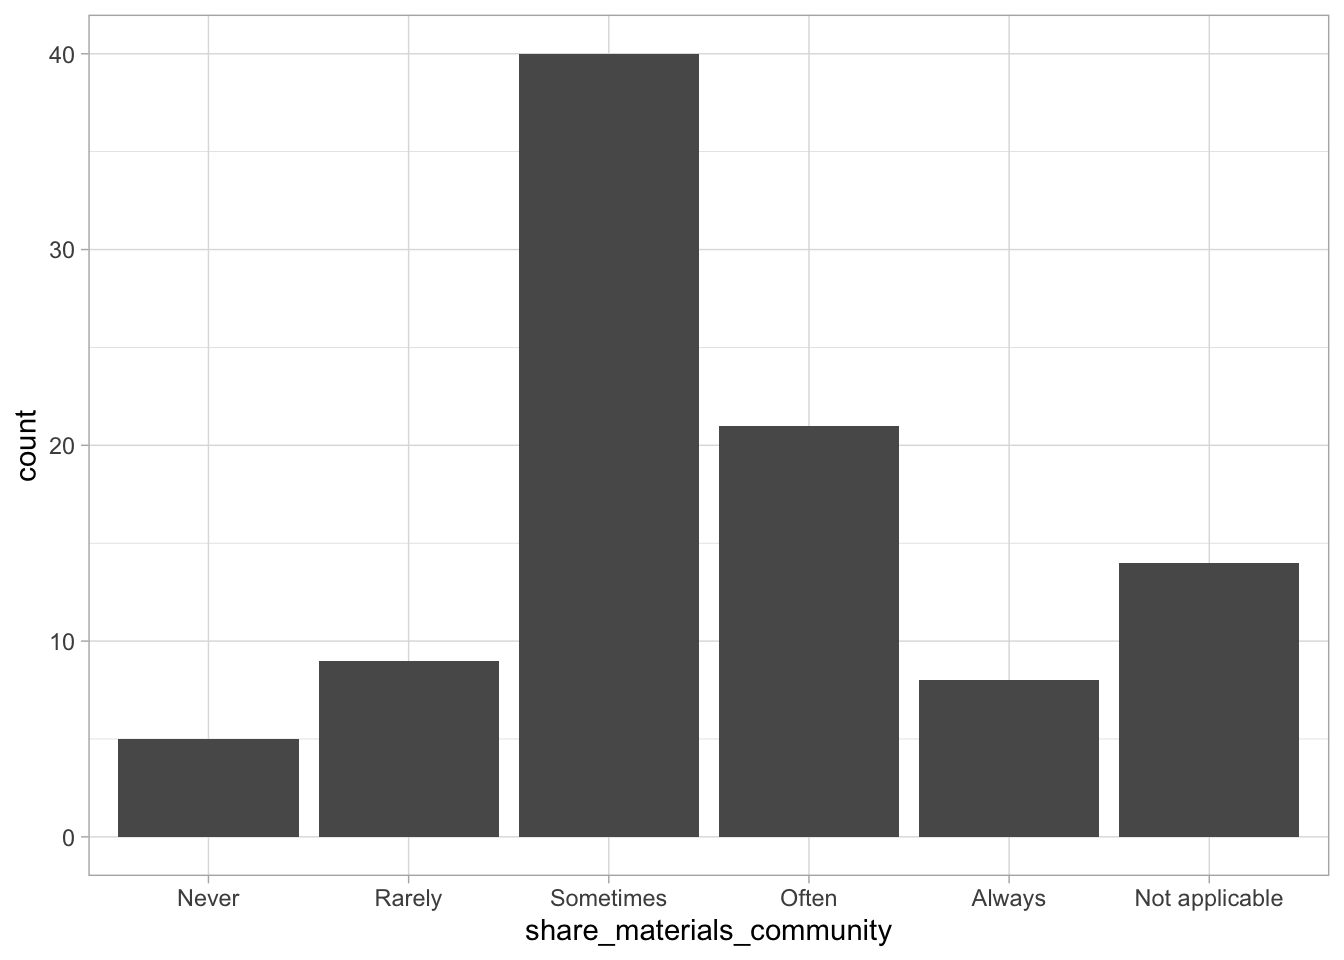 40
30
20
10
0
count
Never Rarely Sometimes Often Always Not applicable
share_materials_community